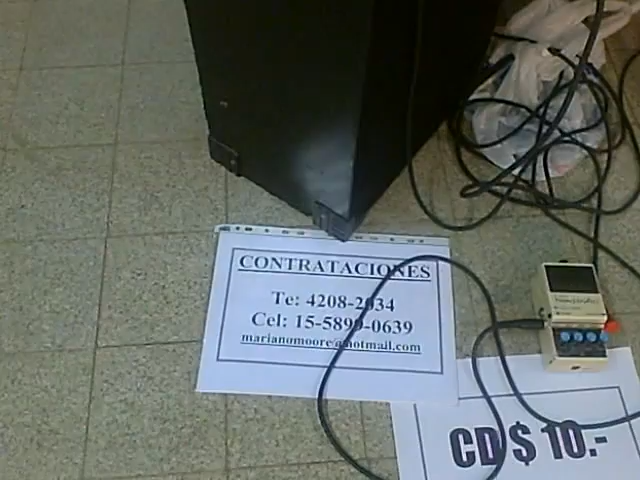 CONTRATACIONES
Te: 4208-2034
Cel: 15-5899-0639
marianomoore@hotmail.com
CD $ 10.-